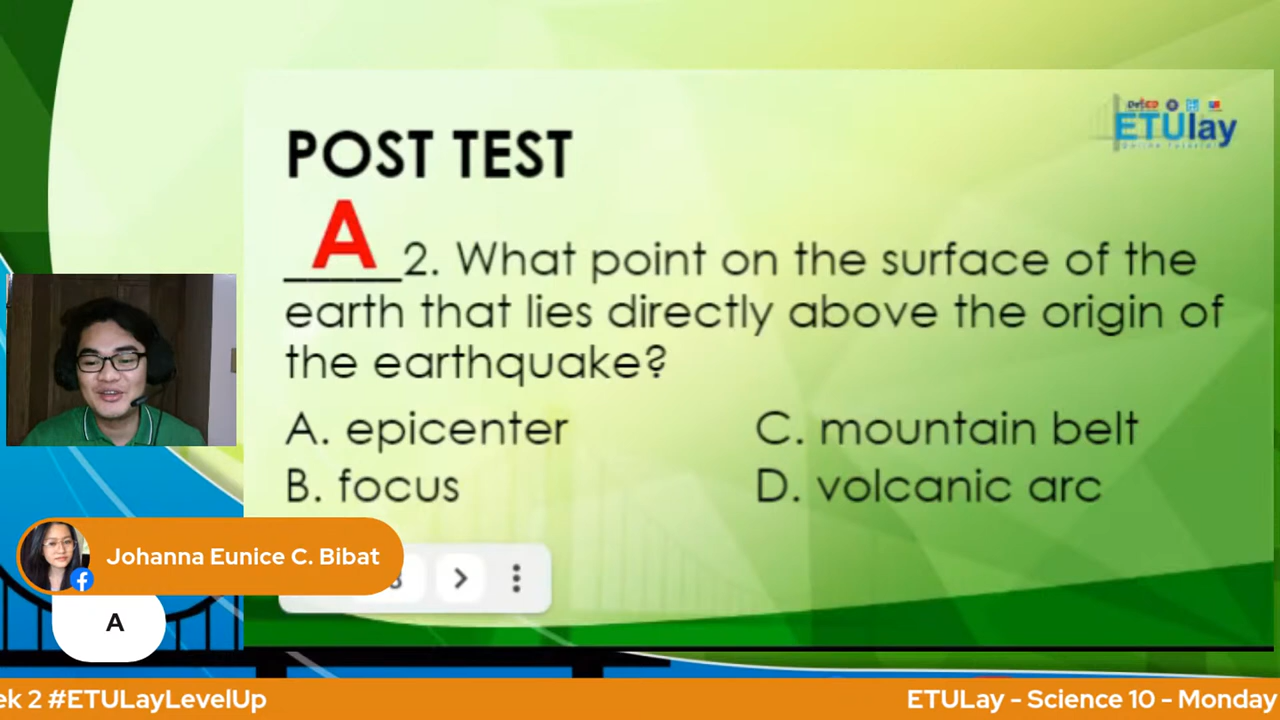 ETULay
POST TEST
A
_____2. What point on the surface of the
earth that lies directly above the origin of
the earthquake?
A. epicenter
C. mountain belt
B. focus
D. volcanic arc
Johanna Eunice C. Bibat
A
ek 2 #ETULayLevelUp
ETULay - Science 10 - Monday